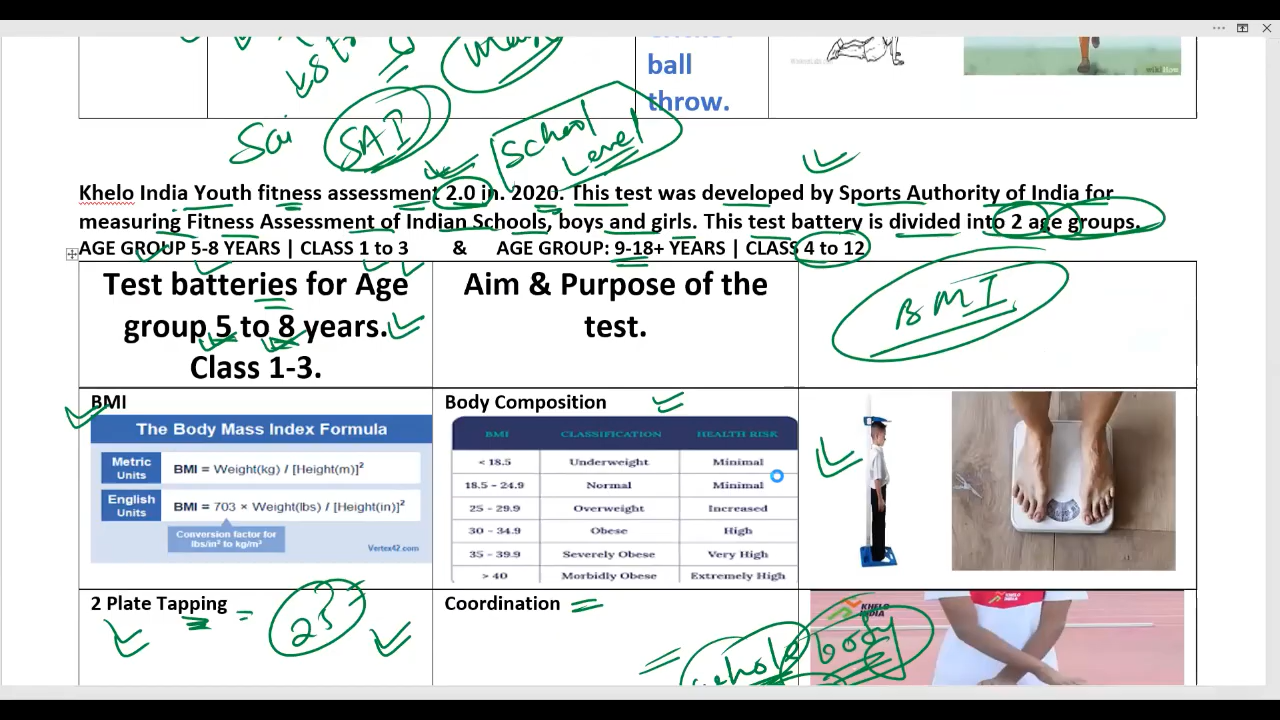 Cricket
ball
throw.
Sai
SAI
School
Level
Khelo India Youth fitness assessment 2.0 in. 2020. This test was developed by Sports Authority of India for
measuring Fitness Assessment of Indian Schools, boys and girls. This test battery is divided into 2 age groups.
AGE GROUP 5-8 YEARS | CLASS 1 to 3 & AGE GROUP: 9-18+ YEARS | CLASS 4 to 12
Test batteries for Age
group 5 to 8 years.
Class 1-3.
Aim & Purpose of the
test.
BMI
BMI
The Body Mass Index Formula
Metric
Units
BMI = Weight(kg) / [Height(m)]²
English
Units
BMI = 703 × Weight(lbs) / [Height(in)]²
Conversion factor for
lbs/in² to kg/m²
Vertex42.com
Body Composition
BMI CLASSIFICATION HEALTH RISK
< 18.5 Underweight Minimal
18.5 - 24.9 Normal Minimal
25 - 29.9 Overweight Increased
30 - 34.9 Obese High
35 - 39.9 Severely Obese Very High
> 40 Morbidly Obese Extremely High
2 Plate Tapping
Coordination
KHELO
INDIA
whole body